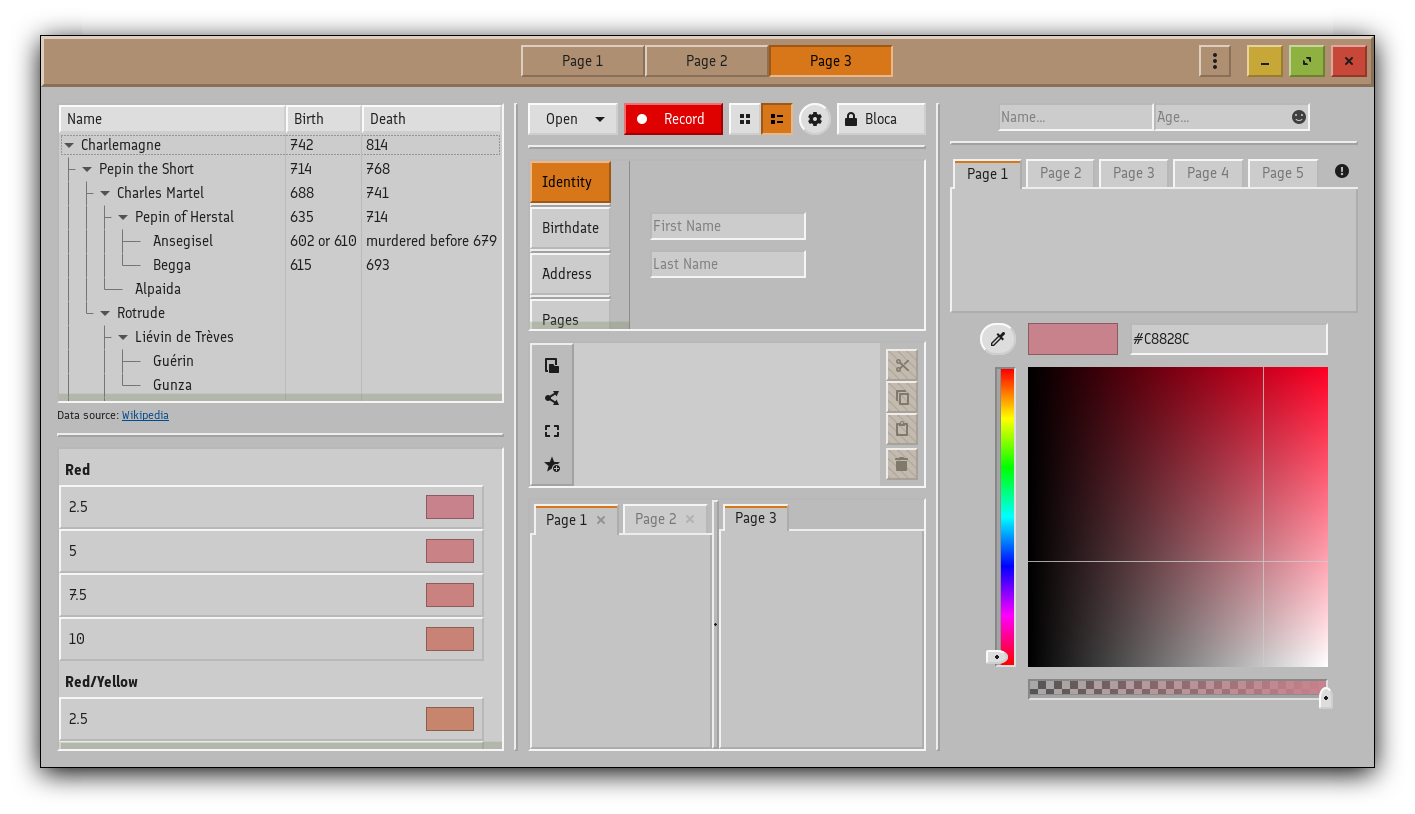 Page 1 Page 2 Page 3
Name Birth Death
Charlemagne 742 814
Pepin the Short 714 768
Charles Martel 688 741
Pepin of Herstal 635 714
Ansegisel 602 or 610 murdered before 679
Begga 615 693
Alpaida
Rotrude
Liévin de Trèves
Guérin
Gunza
Data source: Wikipedia
Red
2.5
5
7.5
10
Red/Yellow
2.5
Open Record Bloca
Identity
Birthdate
Address
Pages
First Name
Last Name
Page 1 Page 2 Page 3
Name... Age...
Page 1 Page 2 Page 3 Page 4 Page 5
#C8828C